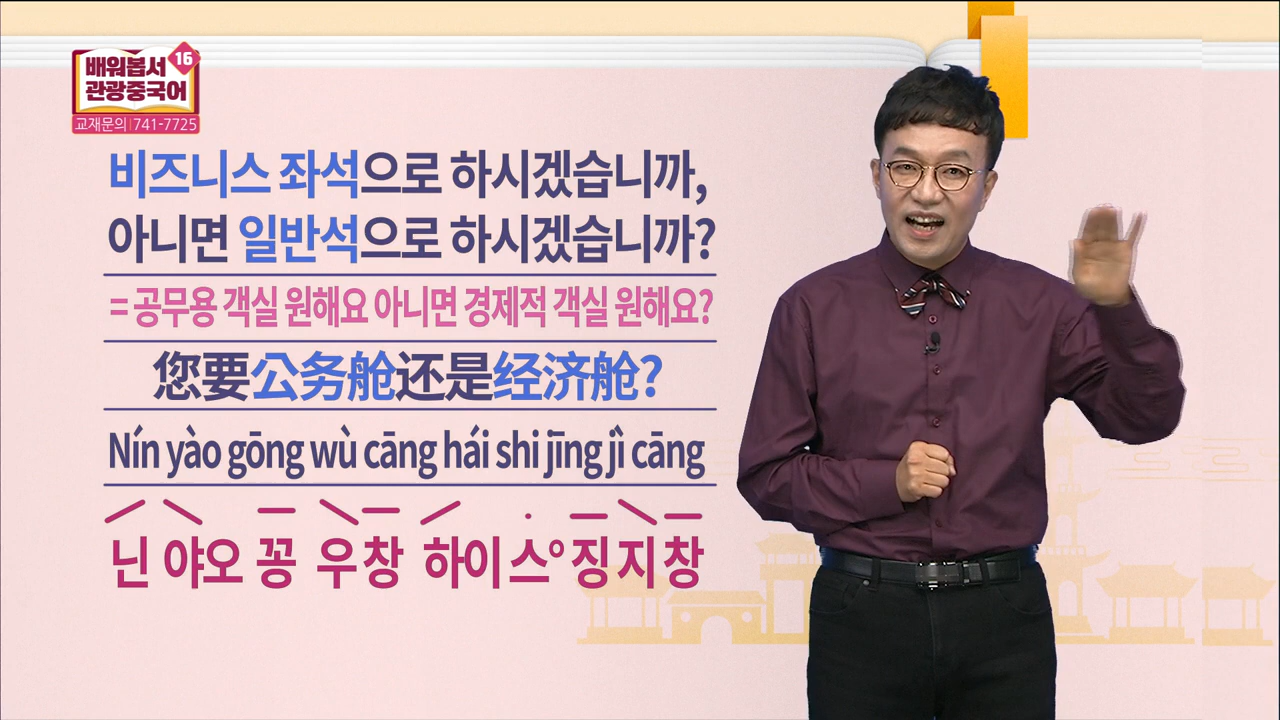 배워봅서 16
관광중국어
교재문의 | 741-7725
비즈니스 좌석으로 하시겠습니까,
아니면 일반석으로 하시겠습니까?
= 공무용 객실 원해요 아니면 경제적 객실 원해요?
您要公务舱还是经济舱?
Nín yào gōng wù cāng hái shi jīng jì cāng
닌 야오 꽁 우 창 하이 스° 징 지 창